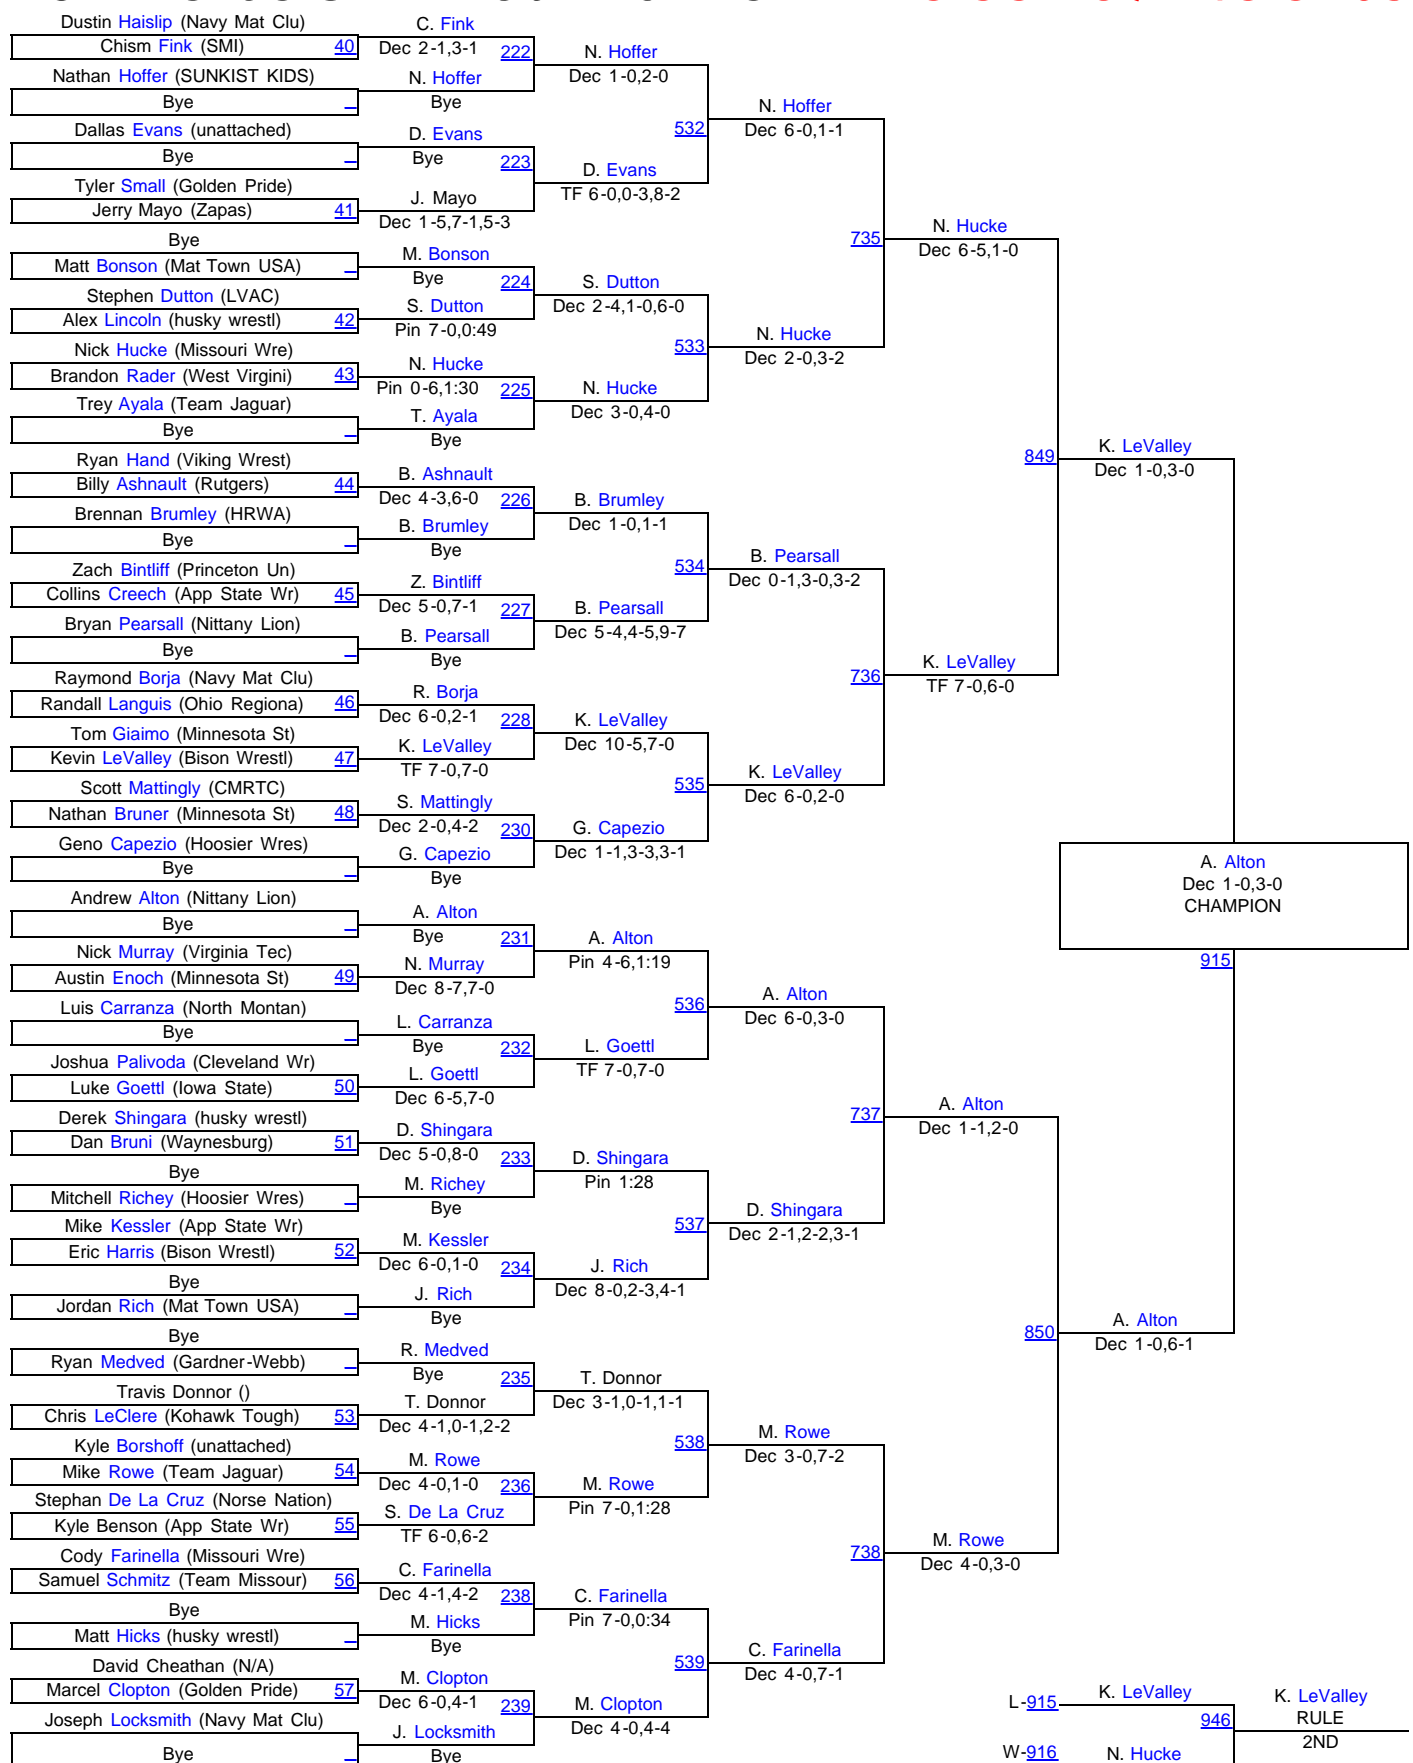 Dustin Haislip (Navy Mat Clu)
Chism Fink (SMI) 40
Nathan Hoffer (SUNKIST KIDS)
Bye _
Dallas Evans (unattached)
Bye _
Tyler Small (Golden Pride)
Jerry Mayo (Zapas) 41
Bye
Matt Bonson (Mat Town USA) _
Stephen Dutton (LVAC)
Alex Lincoln (husky wrestl) 42
Nick Hucke (Missouri Wre)
Brandon Rader (West Virgini) 43
Trey Ayala (Team Jaguar)
Bye _
Ryan Hand (Viking Wrest)
Billy Ashnault (Rutgers) 44
Brennan Brumley (HRWA)
Bye _
Zach Bintliff (Princeton Un)
Collins Creech (App State Wr) 45
Bryan Pearsall (Nittany Lion)
Bye _
Raymond Borja (Navy Mat Clu)
Randall Languis (Ohio Regiona) 46
Tom Giaimo (Minnesota St)
Kevin LeValley (Bison Wrestl) 47
Scott Mattingly (CMRTC)
Nathan Bruner (Minnesota St) 48
Geno Capezio (Hoosier Wres)
Bye _
Andrew Alton (Nittany Lion)
Bye _
Nick Murray (Virginia Tec)
Austin Enoch (Minnesota St) 49
Luis Carranza (North Montan)
Bye _
Joshua Palivoda (Cleveland Wr)
Luke Goettl (Iowa State) 50
Derek Shingara (husky wrestl)
Dan Bruni (Waynesburg) 51
Bye
Mitchell Richey (Hoosier Wres) _
Mike Kessler (App State Wr)
Eric Harris (Bison Wrestl) 52
Bye
Jordan Rich (Mat Town USA) _
Bye
Ryan Medved (Gardner-Webb) _
Travis Donnor ()
Chris LeClere (Kohawk Tough) 53
Kyle Borshoff (unattached)
Mike Rowe (Team Jaguar) 54
Stephan De La Cruz (Norse Nation)
Kyle Benson (App State Wr) 55
Cody Farinella (Missouri Wre)
Samuel Schmitz (Team Missour) 56
Bye
Matt Hicks (husky wrestl) _
David Cheathan (N/A)
Marcel Clopton (Golden Pride) 57
Joseph Locksmith (Navy Mat Clu)
Bye _
C. Fink
Dec 2-1,3-1 222
N. Hoffer
Bye
D. Evans
Bye 223
J. Mayo
Dec 1-5,7-1,5-3
M. Bonson
Bye 224
S. Dutton
Pin 7-0,0:49
N. Hucke
Pin 0-6,1:30 225
T. Ayala
Bye
B. Ashnault
Dec 4-3,6-0 226
B. Brumley
Bye
Z. Bintliff
Dec 5-0,7-1 227
B. Pearsall
Bye
R. Borja
Dec 6-0,2-1 228
K. LeValley
TF 7-0,7-0
S. Mattingly
Dec 2-0,4-2 230
G. Capezio
Bye
A. Alton
Bye 231
N. Murray
Dec 8-7,7-0
L. Carranza
Bye 232
L. Goettl
Dec 6-5,7-0
D. Shingara
Dec 5-0,8-0 233
M. Richey
Bye
M. Kessler
Dec 6-0,1-0 234
J. Rich
Bye
R. Medved
Bye 235
T. Donnor
Dec 4-1,0-1,2-2
M. Rowe
Dec 4-0,1-0 236
S. De La Cruz
TF 6-0,6-2
C. Farinella
Dec 4-1,4-2 238
M. Hicks
Bye
M. Clopton
Dec 6-0,4-1 239
J. Locksmith
Bye
N. Hoffer
Dec 1-0,2-0
532
D. Evans
TF 6-0,0-3,8-2
S. Dutton
Dec 2-4,1-0,6-0
533
N. Hucke
Dec 3-0,4-0
B. Brumley
Dec 1-0,1-1
534
B. Pearsall
Dec 5-4,4-5,9-7
K. LeValley
Dec 10-5,7-0
535
G. Capezio
Dec 1-1,3-3,3-1
A. Alton
Pin 4-6,1:19
536
L. Goettl
TF 7-0,7-0
D. Shingara
Pin 1:28
537
J. Rich
Dec 8-0,2-3,4-1
T. Donnor
Dec 3-1,0-1,1-1
538
M. Rowe
Pin 7-0,1:28
C. Farinella
Pin 7-0,0:34
539
M. Clopton
Dec 4-0,4-4
N. Hoffer
Dec 6-0,1-1
735
N. Hucke
Dec 2-0,3-2
B. Pearsall
Dec 0-1,3-0,3-2
736
K. LeValley
Dec 6-0,2-0
A. Alton
Dec 6-0,3-0
737
D. Shingara
Dec 2-1,2-2,3-1
M. Rowe
Dec 3-0,7-2
738
C. Farinella
Dec 4-0,7-1
N. Hucke
Dec 6-5,1-0
849
K. LeValley
TF 7-0,6-0
A. Alton
Dec 1-1,2-0
850
M. Rowe
Dec 4-0,3-0
K. LeValley
Dec 1-0,3-0
A. Alton
Dec 1-0,3-0
CHAMPION
915
A. Alton
Dec 1-0,6-1
L-915 K. LeValley
946
W-916 N. Hucke
K. LeValley
RULE
2ND